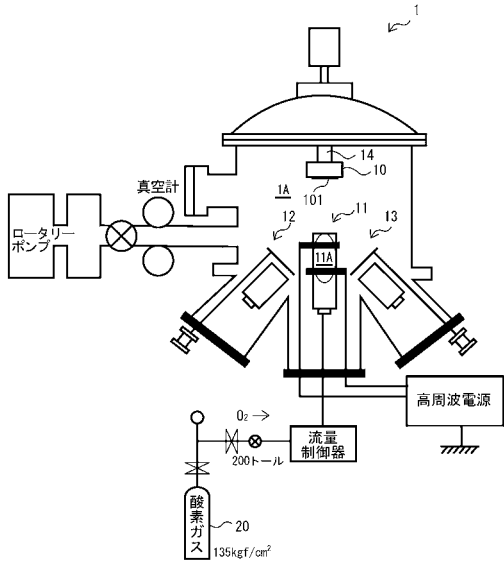 1
14
10
101
真空計
1A
11
13
12
ロータリー
ポンプ
11A
高周波電源
O₂
200トール
流量
制御器
酸素ガス
20
135kgf/cm²